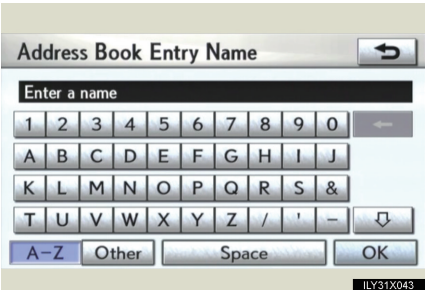 Address Book Entry Name
Enter a name
1 2 3 4 5 6 7 8 9 0
A B C D E F G H I J
K L M N O P Q R S &
T U V W X Y Z / ' -
A-Z Other Space OK
ILY31X043